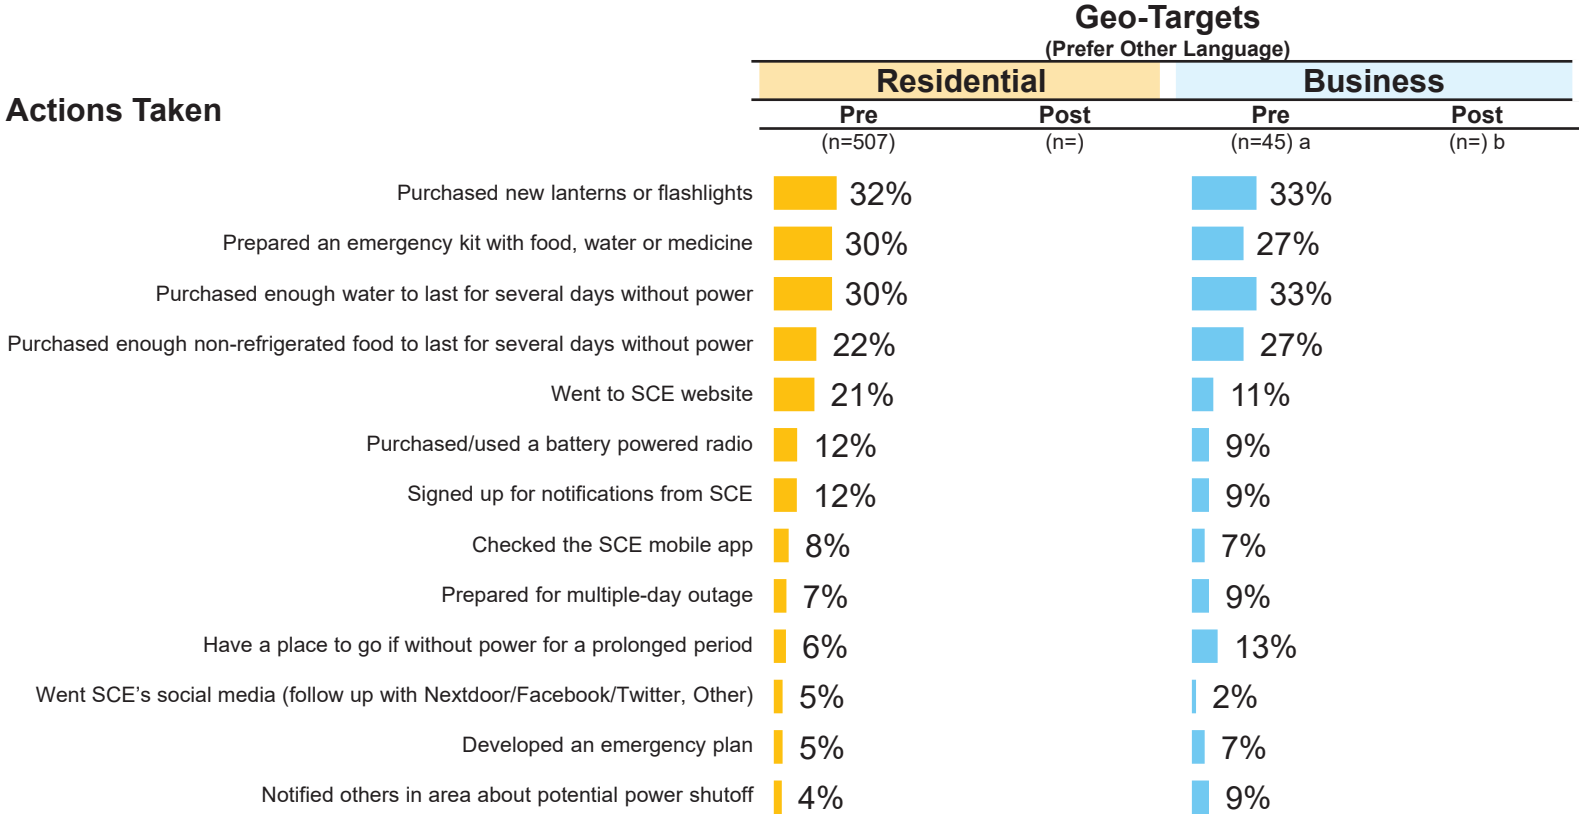 Geo-Targets
(Prefer Other Language)
Residential Business
Actions Taken
Pre Post Pre Post
(n=507) (n=) (n=45) a (n=) b
Purchased new lanterns or flashlights 32% 33%
Prepared an emergency kit with food, water or medicine 30% 27%
Purchased enough water to last for several days without power 30% 33%
Purchased enough non-refrigerated food to last for several days without power 22% 27%
Went to SCE website 21% 11%
Purchased/used a battery powered radio 12% 9%
Signed up for notifications from SCE 12% 9%
Checked the SCE mobile app 8% 7%
Prepared for multiple-day outage 7% 9%
Have a place to go if without power for a prolonged period 6% 13%
Went SCE’s social media (follow up with Nextdoor/Facebook/Twitter, Other) 5% 2%
Developed an emergency plan 5% 7%
Notified others in area about potential power shutoff 4% 9%